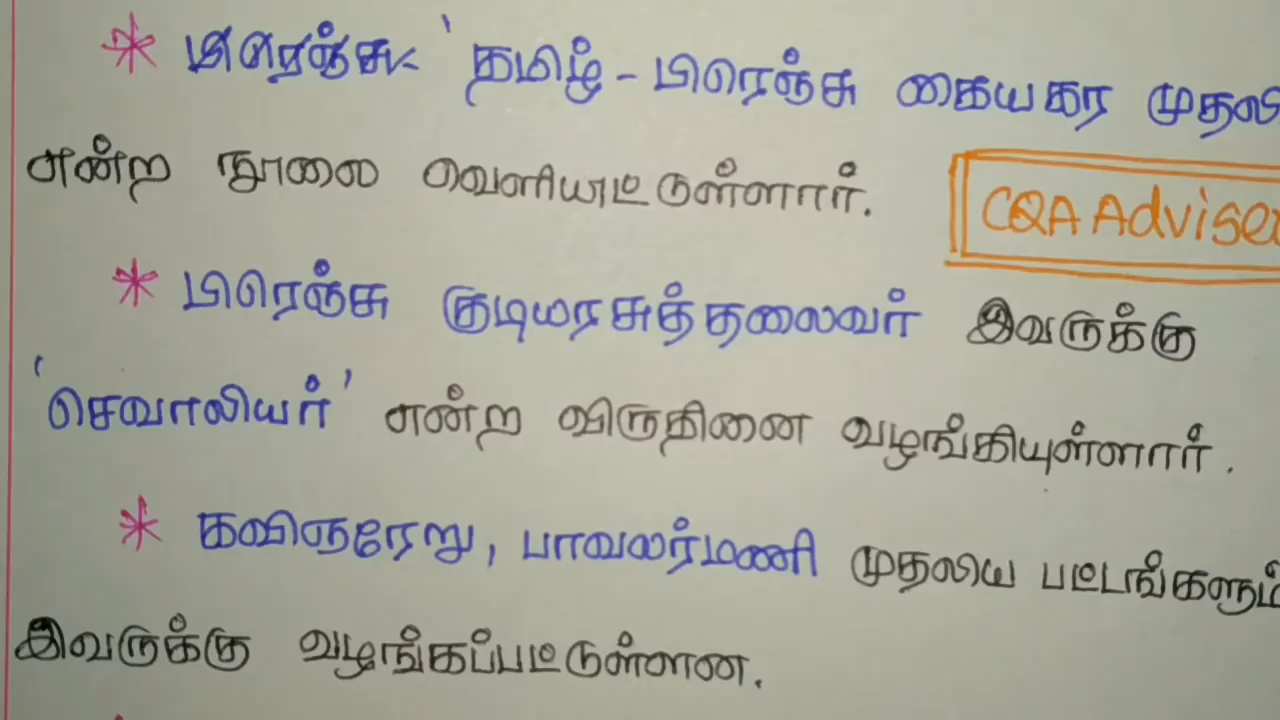 ' தமிழ் - பிரெஞ்சு கையகர முதலி
என்ற நூலை வெளியிட்டுள்ளார்.
CQA Adviser
* பிரெஞ்சு குடிமரசுத்தலைவர் இவருக்கு
'செவாலியர்' என்ற விருதினை வழங்கியுள்ளார்.
* கவிஞரேறு, பாவலர்மணி முதலிய பட்டங்களும்
இவருக்கு வழங்கப்பட்டுள்ளன.